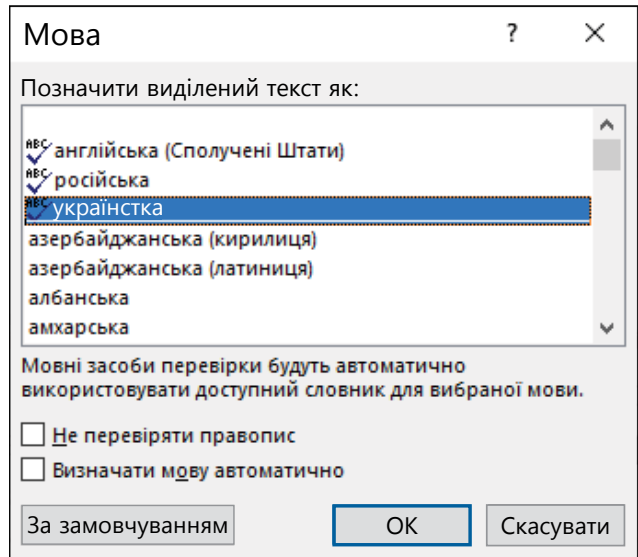 Мова
Позначити виділений текст як:
англійська (Сполучені Штати)
російська
українстка
азербайджанська (кирилиця)
азербайджанська (латиниця)
албанська
амхарська
Мовні засоби перевірки будуть автоматично
використовувати доступний словник для вибраної мови.
Не перевіряти правопис
Визначати мову автоматично
За замовчуванням ОК Скасувати